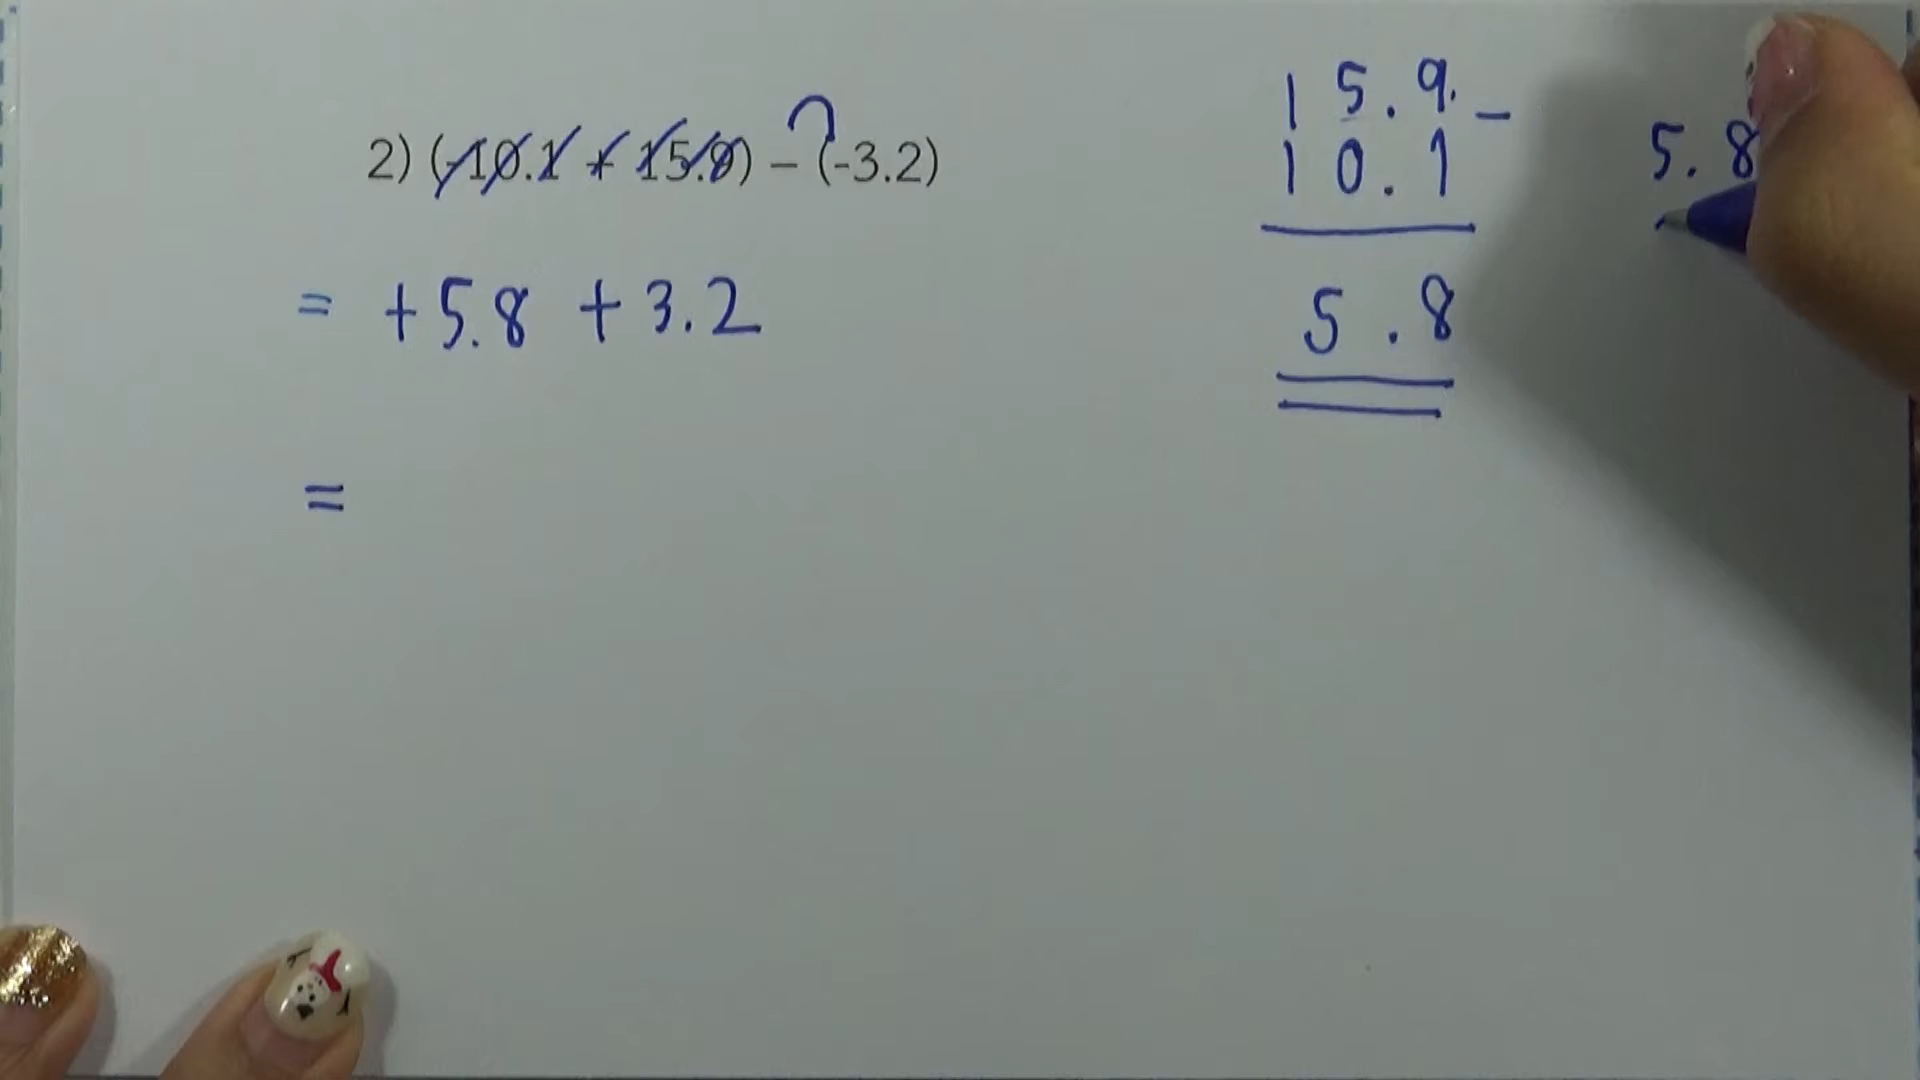 2) (-10.1 + 15.9) – (-3.2)
= +5.8 +3.2
=
15.9 –
10.1
5.8
5.8